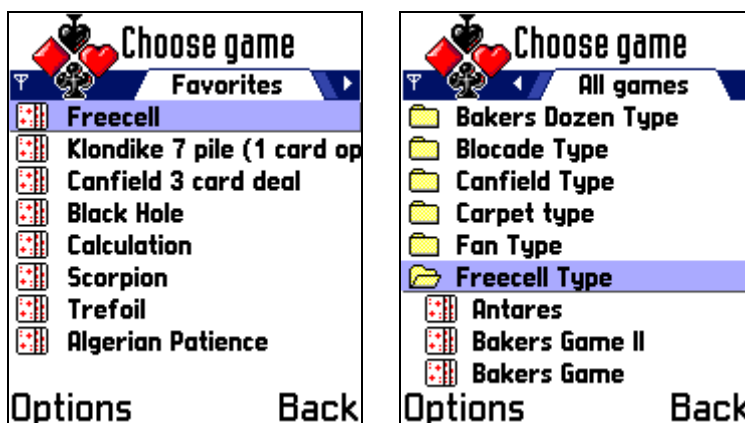 Choose game
Favorites
Freecell
Klondike 7 pile (1 card op
Canfield 3 card deal
Black Hole
Calculation
Scorpion
Trefoil
Algerian Patience
Options Back
Choose game
All games
Bakers Dozen Type
Blocade Type
Canfield Type
Carpet type
Fan Type
Freecell Type
Antares
Bakers Game II
Bakers Game
Options Back